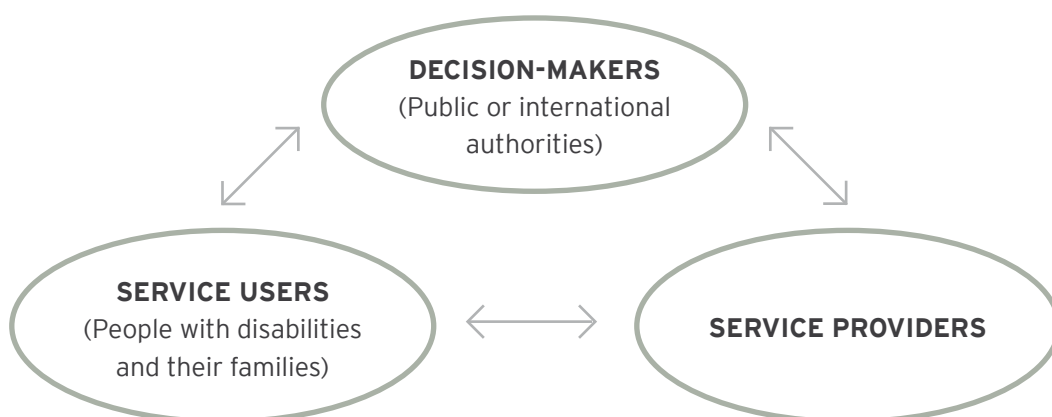 DECISION-MAKERS
(Public or international
authorities)
SERVICE USERS
(People with disabilities
and their families)
SERVICE PROVIDERS